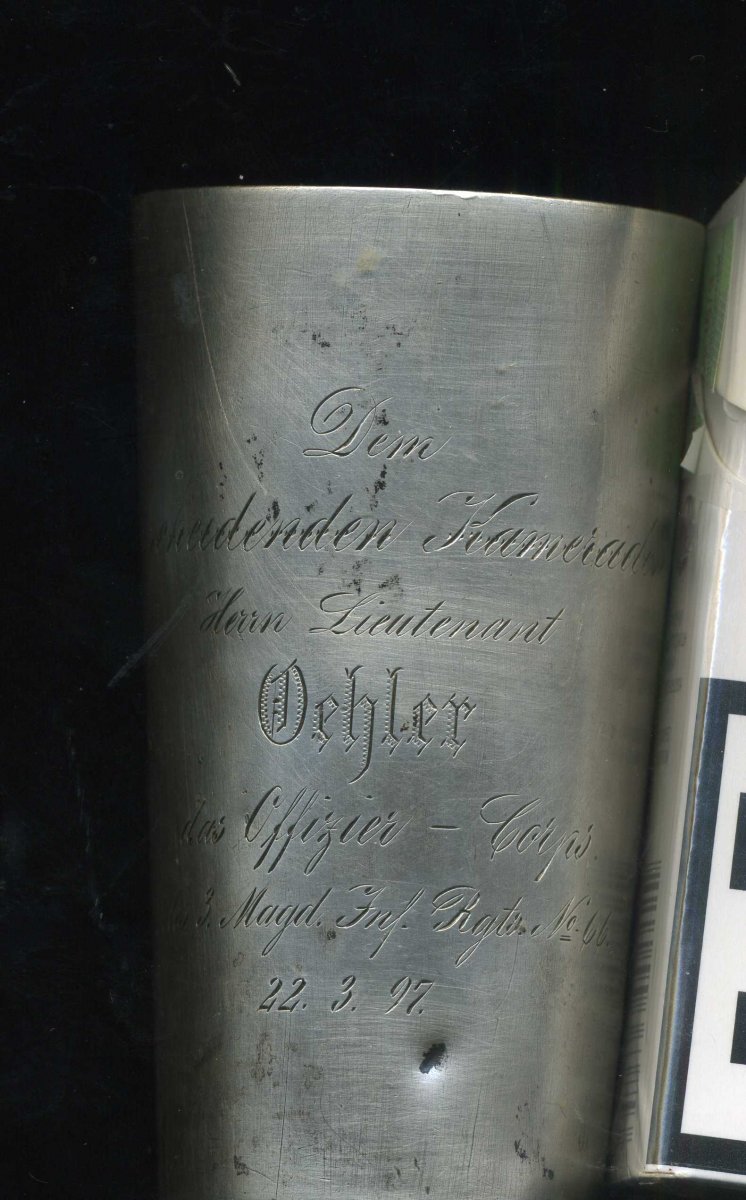 Dem
scheidenden Kameraden
Herrn Lieutenant
Oehler
das Offizier - Corps
3. Magd. Inf. Rgts. No. 66.
22. 3. 97.